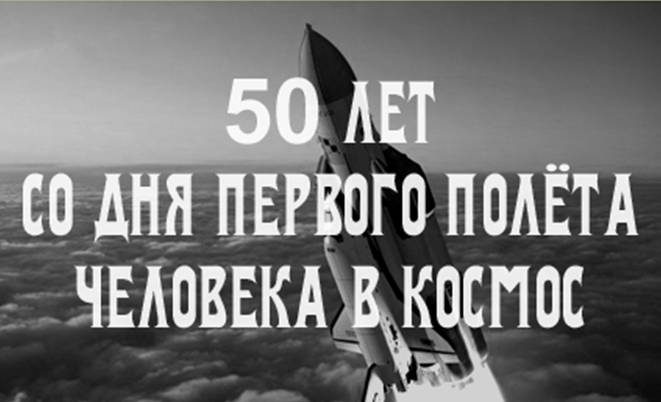 50 ЛЕТ
СО ДНЯ ПЕРВОГО ПОЛЁТА
ЧЕЛОВЕКА В КОСМОС